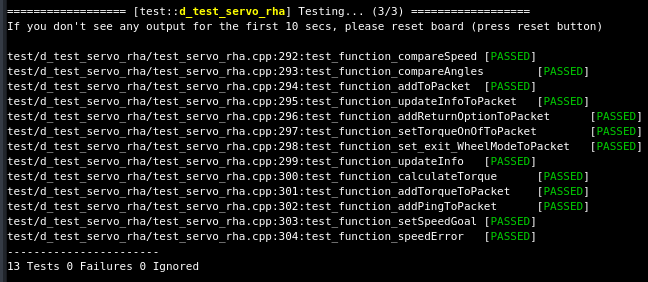 ================== [test::d_test_servo_rha] Testing... (3/3) ==================
If you don't see any output for the first 10 secs, please reset board (press reset button)
test/d_test_servo_rha/test_servo_rha.cpp:292:test_function_compareSpeed [PASSED]
test/d_test_servo_rha/test_servo_rha.cpp:293:test_function_compareAngles [PASSED]
test/d_test_servo_rha/test_servo_rha.cpp:294:test_function_addToPacket [PASSED]
test/d_test_servo_rha/test_servo_rha.cpp:295:test_function_updateInfoToPacket [PASSED]
test/d_test_servo_rha/test_servo_rha.cpp:296:test_function_addReturnOptionToPacket [PASSED]
test/d_test_servo_rha/test_servo_rha.cpp:297:test_function_setTorqueOnOfToPacket [PASSED]
test/d_test_servo_rha/test_servo_rha.cpp:298:test_function_set_exit_WheelModeToPacket [PASSED]
test/d_test_servo_rha/test_servo_rha.cpp:299:test_function_updateInfo [PASSED]
test/d_test_servo_rha/test_servo_rha.cpp:300:test_function_calculateTorque [PASSED]
test/d_test_servo_rha/test_servo_rha.cpp:301:test_function_addTorqueToPacket [PASSED]
test/d_test_servo_rha/test_servo_rha.cpp:302:test_function_addPingToPacket [PASSED]
test/d_test_servo_rha/test_servo_rha.cpp:303:test_function_setSpeedGoal [PASSED]
test/d_test_servo_rha/test_servo_rha.cpp:304:test_function_speedError [PASSED]
-----------------------
13 Tests 0 Failures 0 Ignored